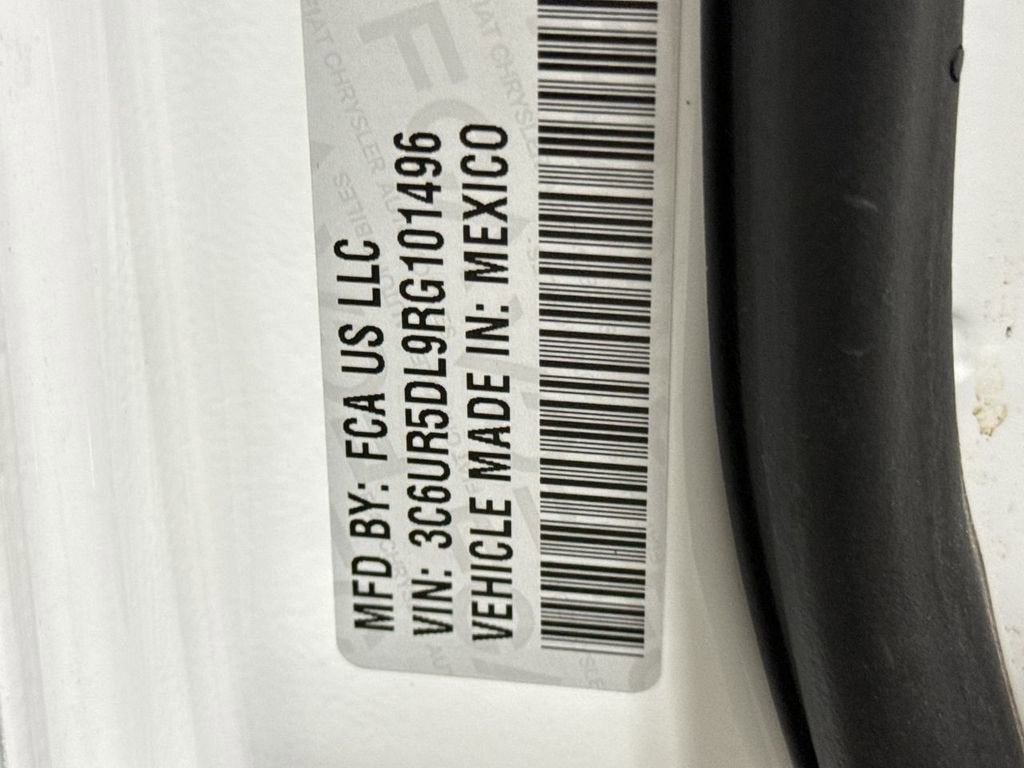 MFD BY: FCA US LLC
VIN: 3C6UR5DL9RG101496
VEHICLE MADE IN: MEXICO